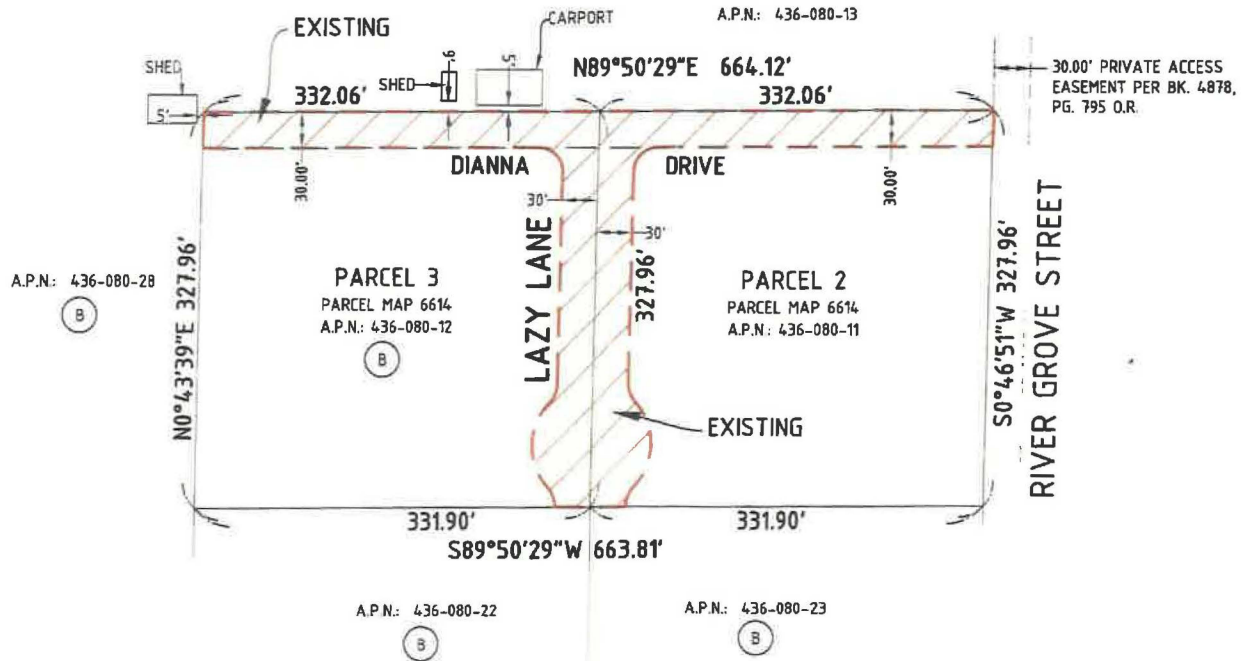 A.P.N.: 436-080-13
CARPORT
EXISTING
SHED
5'
SHED
6'
5'
N89°50'29"E 664.12'
332.06'
332.06'
30.00' PRIVATE ACCESS
EASEMENT PER BK. 4878,
PG. 795 O.R.
30.00'
DIANNA DRIVE
30.00'
30'
30'
LAZY LANE
327.96'
N0°43'39"E 327.96'
A.P.N.: 436-080-28
B
PARCEL 3
PARCEL MAP 6614
A.P.N.: 436-080-12
B
PARCEL 2
PARCEL MAP 6614
A.P.N.: 436-080-11
S0°46'51"W 327.96'
RIVER GROVE STREET
EXISTING
331.90'
331.90'
S89°50'29"W 663.81'
A.P.N.: 436-080-22
B
A.P.N.: 436-080-23
B